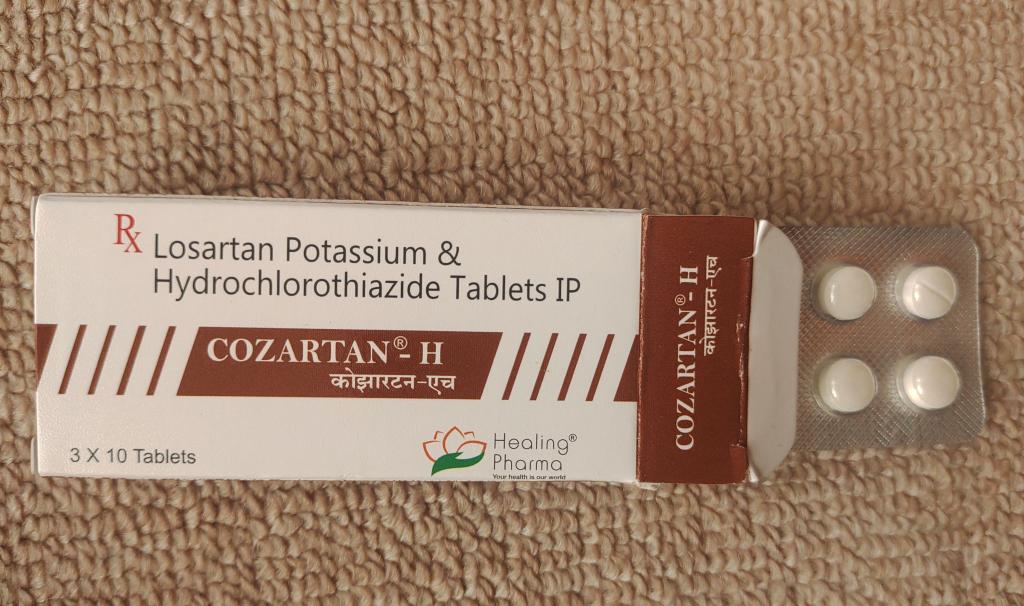 Rx
Losartan Potassium &
Hydrochlorothiazide Tablets IP
COZARTAN®-H
कोझारटन-एच
3 X 10 Tablets
Healing®
Pharma
Your health is our world
COZARTAN®-H
कोझारटन-एच